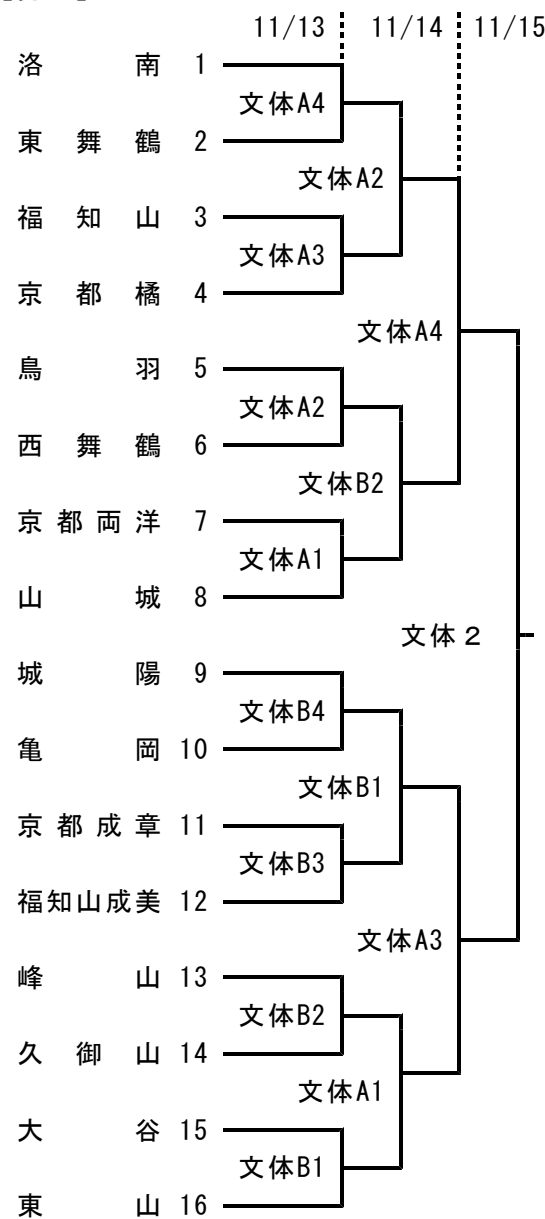 11/13 11/14 11/15
洛南 1
文体A4
東舞鶴 2
文体A2
福知山 3
文体A3
京都橘 4
文体A4
鳥羽 5
文体A2
西舞鶴 6
文体B2
京都両洋 7
文体A1
山城 8
文体2
城陽 9
文体B4
亀岡 10
文体B1
京都成章 11
文体B3
福知山成美 12
文体A3
峰山 13
文体B2
久御山 14
文体A1
大谷 15
文体B1
東山 16